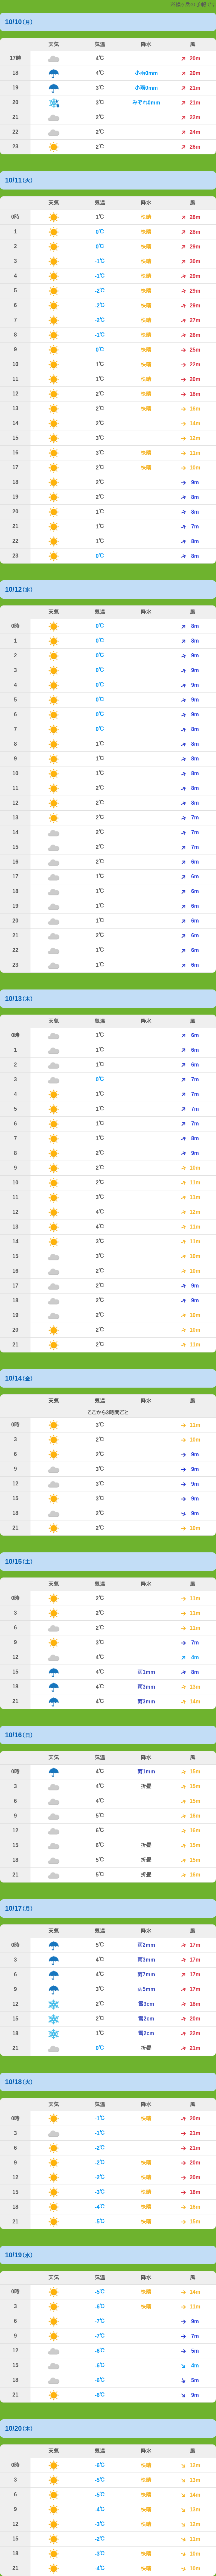 10/10(月)
天気 気温 降水 風
17時 4℃ 20m
18 4℃ 小雨0mm 20m
19 3℃ 小雨0mm 21m
20 3℃ みぞれ0mm 21m
21 2℃ 22m
22 2℃ 24m
23 2℃ 26m
10/11(火)
天気 気温 降水 風
0時 1℃ 快晴 28m
1 0℃ 快晴 28m
2 0℃ 快晴 29m
3 -1℃ 快晴 30m
4 -1℃ 快晴 29m
5 -2℃ 快晴 29m
6 -2℃ 快晴 29m
7 -2℃ 快晴 27m
8 -1℃ 快晴 26m
9 0℃ 快晴 25m
10 1℃ 快晴 22m
11 1℃ 快晴 20m
12 2℃ 快晴 18m
13 2℃ 快晴 16m
14 2℃ 14m
15 3℃ 12m
16 3℃ 快晴 11m
17 2℃ 快晴 10m
18 2℃ 9m
19 2℃ 8m
20 1℃ 8m
21 1℃ 7m
22 1℃ 8m
23 0℃ 8m
10/12(水)
天気 気温 降水 風
0時 0℃ 8m
1 0℃ 8m
2 0℃ 9m
3 0℃ 9m
4 0℃ 9m
5 0℃ 9m
6 0℃ 9m
7 0℃ 8m
8 1℃ 8m
9 1℃ 8m
10 1℃ 8m
11 2℃ 8m
12 2℃ 8m
13 2℃ 7m
14 2℃ 7m
15 2℃ 7m
16 2℃ 6m
17 1℃ 6m
18 1℃ 6m
19 1℃ 6m
20 1℃ 6m
21 2℃ 6m
22 1℃ 6m
23 1℃ 6m
10/13(木)
天気 気温 降水 風
0時 1℃ 6m
1 1℃ 6m
2 1℃ 6m
3 0℃ 7m
4 1℃ 7m
5 1℃ 7m
6 1℃ 7m
7 1℃ 8m
8 2℃ 9m
9 2℃ 10m
10 2℃ 11m
11 3℃ 11m
12 4℃ 12m
13 4℃ 11m
14 3℃ 11m
15 3℃ 10m
16 2℃ 10m
17 2℃ 9m
18 2℃ 9m
19 2℃ 10m
20 2℃ 10m
21 2℃ 11m
10/14(金)
天気 気温 降水 風
ここから3時間ごと
0時 3℃ 11m
3 2℃ 10m
6 2℃ 9m
9 3℃ 9m
12 3℃ 9m
15 3℃ 9m
18 2℃ 9m
21 2℃ 10m
10/15(土)
天気 気温 降水 風
0時 2℃ 11m
3 2℃ 11m
6 2℃ 11m
9 3℃ 7m
12 4℃ 4m
15 4℃ 雨1mm 8m
18 4℃ 雨3mm 13m
21 4℃ 雨3mm 14m
10/16(日)
天気 気温 降水 風
0時 4℃ 雨1mm 15m
3 4℃ 折畳 15m
6 4℃ 15m
9 5℃ 16m
12 6℃ 16m
15 6℃ 折畳 15m
18 5℃ 折畳 15m
21 5℃ 折畳 16m
10/17(月)
天気 気温 降水 風
0時 5℃ 雨2mm 17m
3 4℃ 雨3mm 17m
6 4℃ 雨7mm 17m
9 3℃ 雨5mm 17m
12 2℃ 雪3cm 18m
15 2℃ 雪2cm 20m
18 1℃ 雪2cm 22m
21 0℃ 折畳 21m
10/18(火)
天気 気温 降水 風
0時 -1℃ 快晴 20m
3 -1℃ 21m
6 -2℃ 21m
9 -2℃ 快晴 20m
12 -2℃ 快晴 20m
15 -3℃ 快晴 18m
18 -4℃ 快晴 16m
21 -5℃ 快晴 15m
10/19(水)
天気 気温 降水 風
0時 -5℃ 快晴 14m
3 -6℃ 快晴 11m
6 -7℃ 9m
9 -7℃ 7m
12 -6℃ 5m
15 -6℃ 4m
18 -6℃ 5m
21 -6℃ 9m
10/20(木)
天気 気温 降水 風
0時 -6℃ 快晴 12m
3 -5℃ 快晴 13m
6 -5℃ 快晴 14m
9 -4℃ 快晴 13m
12 -3℃ 快晴 12m
15 -2℃ 11m
18 -3℃ 快晴 10m
21 -4℃ 快晴 10m